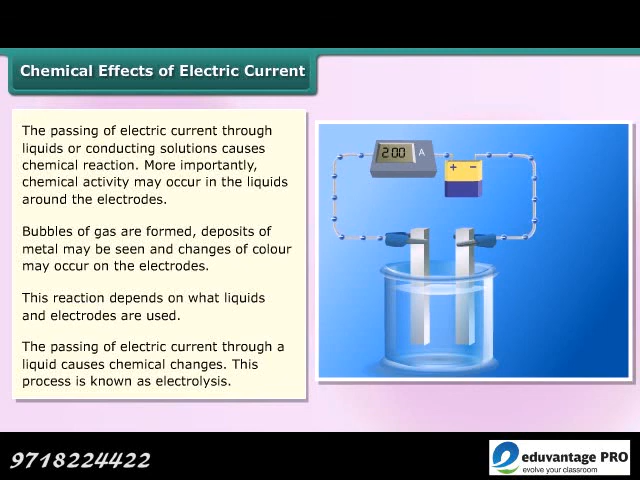 Chemical Effects of Electric Current
The passing of electric current through
liquids or conducting solutions causes
chemical reaction. More importantly,
chemical activity may occur in the liquids
around the electrodes.
Bubbles of gas are formed, deposits of
metal may be seen and changes of colour
may occur on the electrodes.
This reaction depends on what liquids
and electrodes are used.
The passing of electric current through a
liquid causes chemical changes. This
process is known as electrolysis.
200 A
+ −
9718224422
eduvantage PRO
evolve your classroom